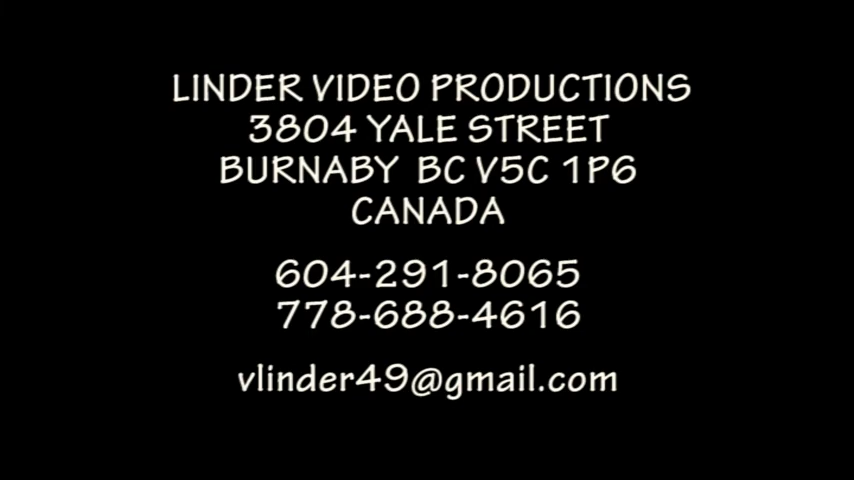 LINDER VIDEO PRODUCTIONS
3804 YALE STREET
BURNABY BC V5C 1P6
CANADA
604-291-8065
778-688-4616
vlinder49@gmail.com